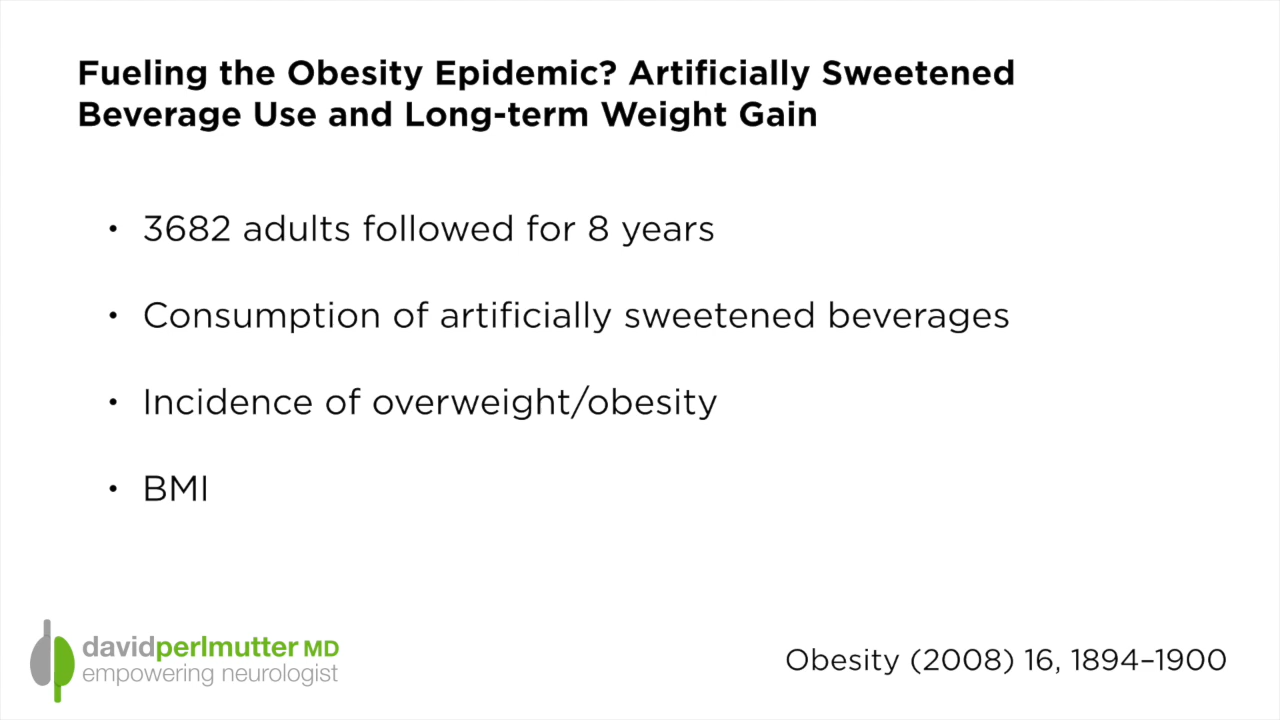 Fueling the Obesity Epidemic? Artificially Sweetened
Beverage Use and Long-term Weight Gain
• 3682 adults followed for 8 years
• Consumption of artificially sweetened beverages
• Incidence of overweight/obesity
• BMI
davidperlmutter MD
empowering neurologist
Obesity (2008) 16, 1894–1900